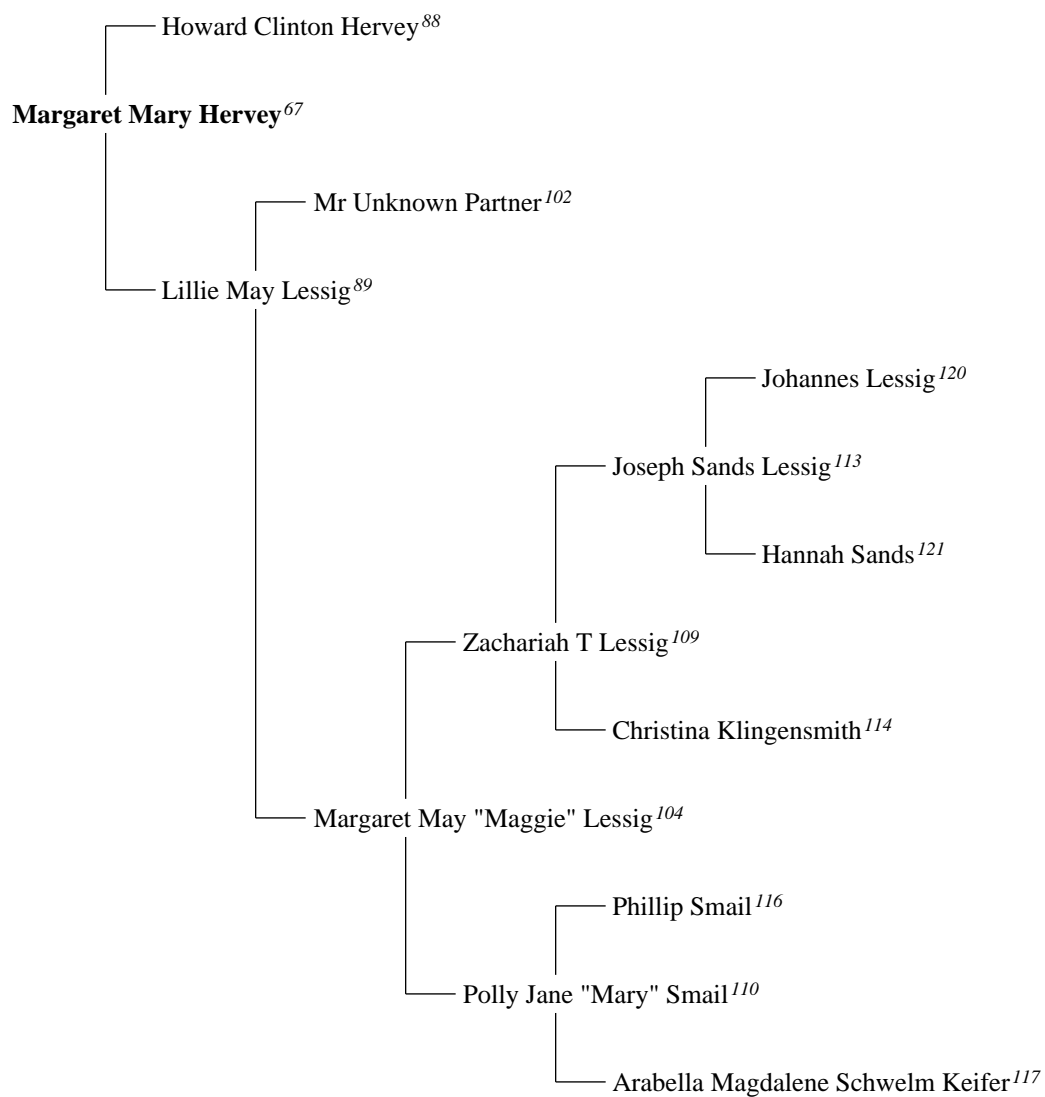 Howard Clinton Hervey88
Margaret Mary Hervey67
Mr Unknown Partner102
Lillie May Lessig89
Johannes Lessig120
Joseph Sands Lessig113
Hannah Sands121
Zachariah T Lessig109
Christina Klingensmith114
Margaret May "Maggie" Lessig104
Phillip Smail116
Polly Jane "Mary" Smail110
Arabella Magdalene Schwelm Keifer117